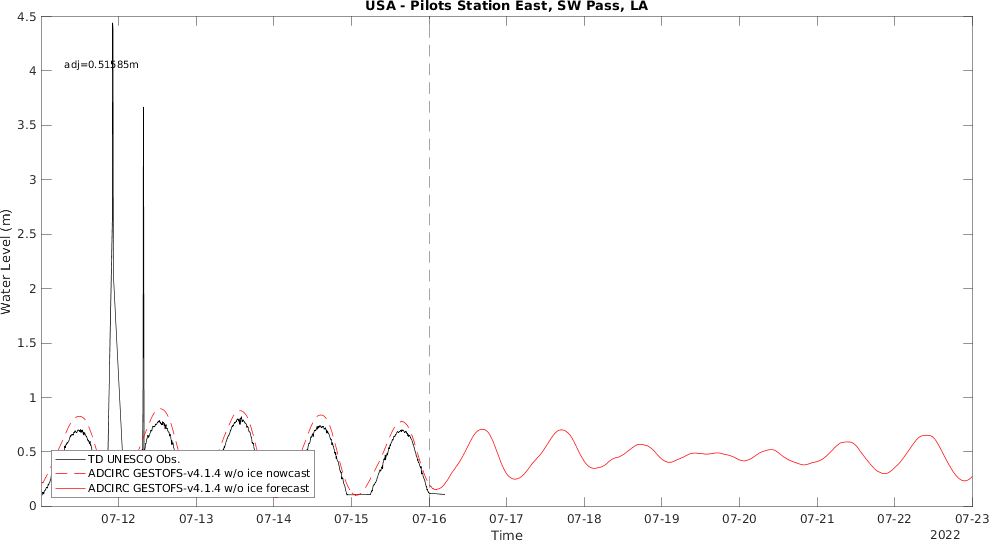 USA - Pilots Station East, SW Pass, LA
4.5
4
3.5
3
2.5
2
1.5
1
0.5
0
Water Level (m)
adj=0.51585m
TD UNESCO Obs.
ADCIRC GESTOFS-v4.1.4 w/o ice nowcast
ADCIRC GESTOFS-v4.1.4 w/o ice forecast
07-12 07-13 07-14 07-15 07-16 07-17 07-18 07-19 07-20 07-21 07-22 07-23
Time
2022